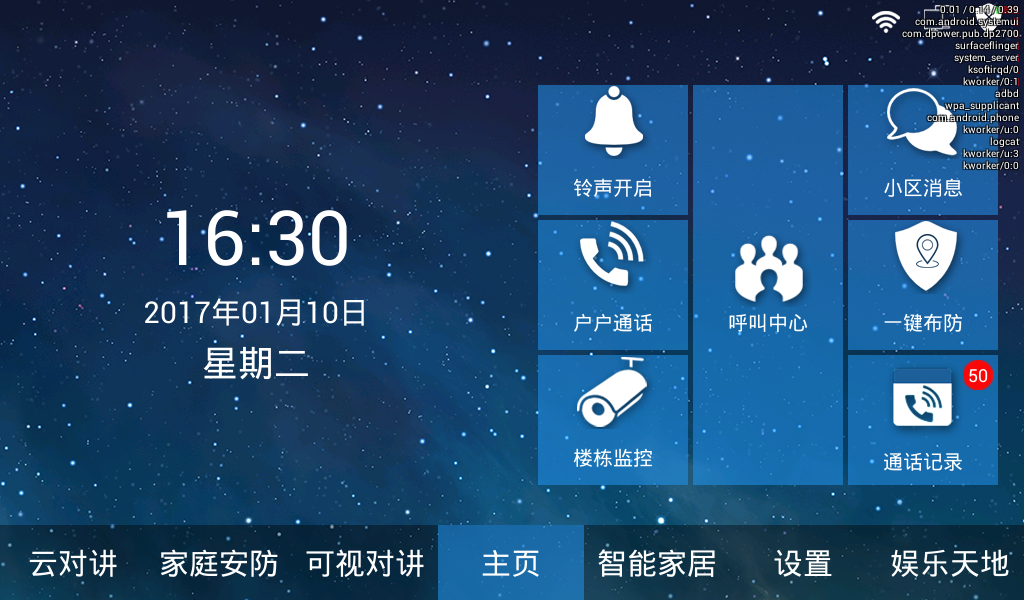 0.01 / 0.14 / 0.39
com.android.systemui
com.dpower.pub.dp2700
surfaceflinger
system_server
ksoftirqd/0
kworker/0:1
adbd
wpa_supplicant
com.android.phone
kworker/u:0
logcat
kworker/u:3
kworker/0:0
16:30
2017年01月10日
星期二
铃声开启
小区消息
户户通话
呼叫中心
一键布防
楼栋监控
50
通话记录
云对讲
家庭安防
可视对讲
主页
智能家居
设置
娱乐天地